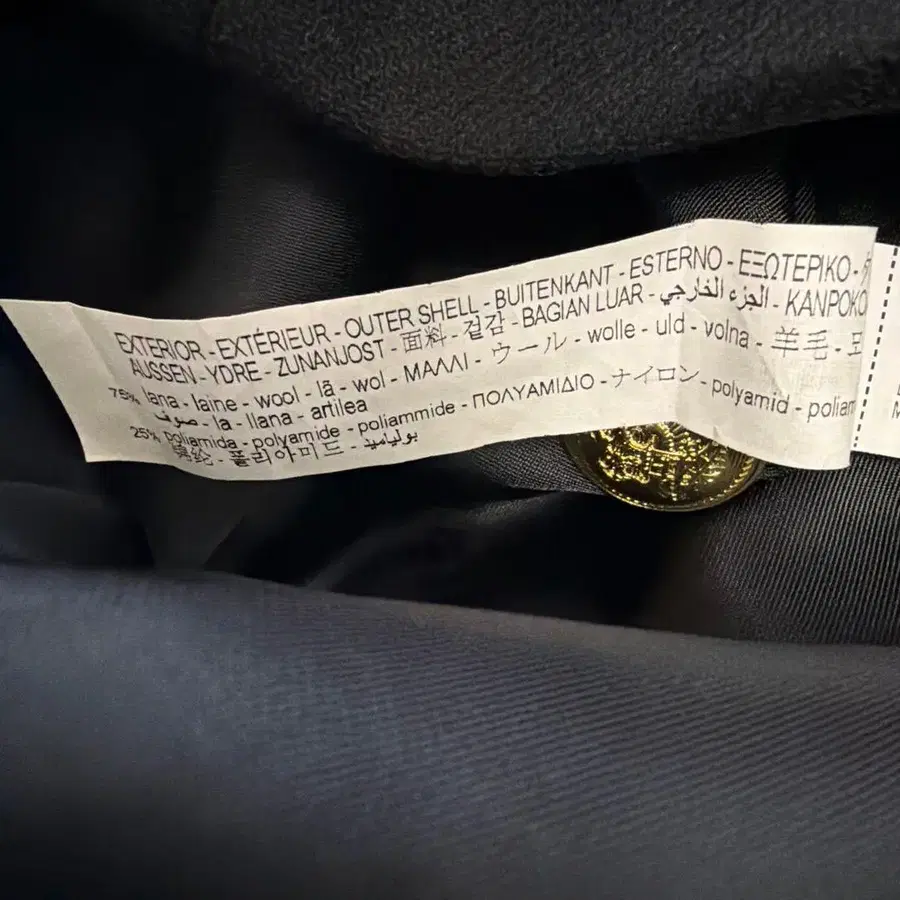 EXTERIOR - EXTÉRIEUR - OUTER SHELL - BUITENKANT - ESTERNO - ΕΞΩΤΕΡΙΚΟ -
AUSSEN - YDRE - ZUNANJOST - 面料 - 겉감 - BAGIAN LUAR - الجزء الخارجي - KANPOKO
75% lana - laine - wool - lã - wol - ΜΑΛΛΙ - ウール - wolle - uld - volna - 羊毛 - 모
صوف - la - llana - artilea
25% poliamida - polyamide - poliammide - ΠΟΛΥΑΜΙΔΙΟ - ナイロン - polyamid - poliam
锦纶 - 폴리아미드 - بولياميد